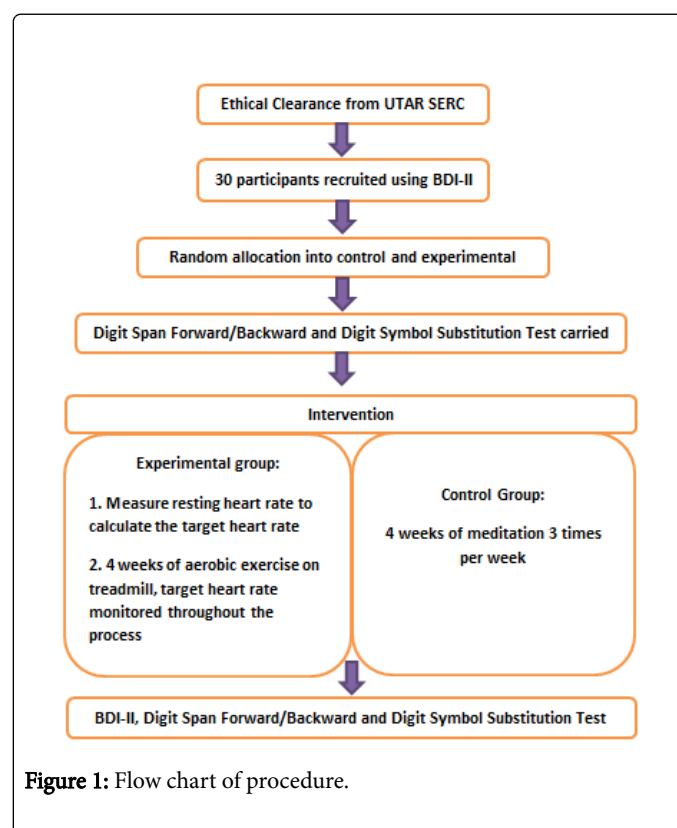 Ethical Clearance from UTAR SERC
30 participants recruited using BDI-II
Random allocation into control and experimental
Digit Span Forward/Backward and Digit Symbol Substitution Test carried
Intervention
Experimental group:
1. Measure resting heart rate to
calculate the target heart rate
2. 4 weeks of aerobic exercise on
treadmill, target heart rate
monitored throughout the
process
Control Group:
4 weeks of meditation 3 times
per week
BDI-II, Digit Span Forward/Backward and Digit Symbol Substitution Test
Figure 1: Flow chart of procedure.